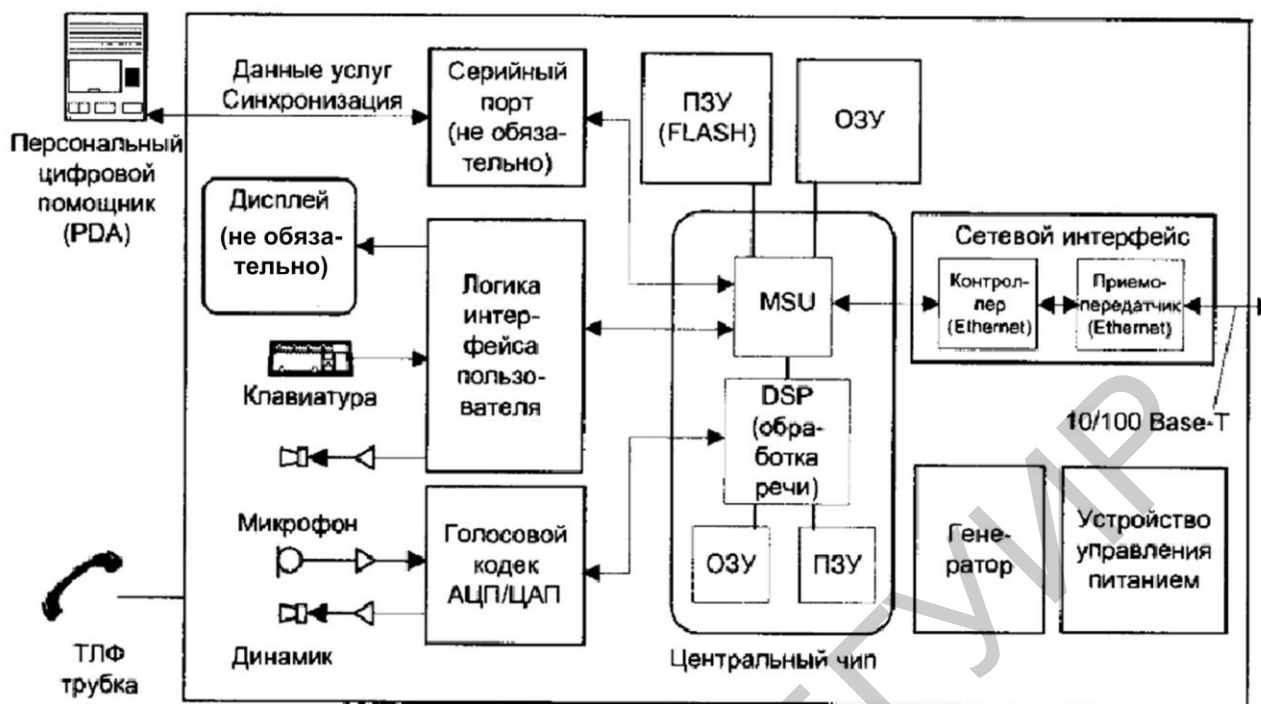 Персональный
цифровой
помощник
(PDA)
Данные услуг
Синхронизация
Серийный
порт
(не обяза-
тельно)
ПЗУ
(FLASH)
ОЗУ
Дисплей
(не обяза-
тельно)
Логика
интер-
фейса
пользо-
вателя
Клавиатура
MSU
Сетевой интерфейс
Контрол-
лер
(Ethernet)
Приемо-
передатчик
(Ethernet)
10/100 Base-T
DSP
(обра-
ботка
речи)
ОЗУ
ПЗУ
Центральный чип
Микрофон
Голосовой
кодек
АЦП/ЦАП
Динамик
Гене-
ратор
Устройство
управления
питанием
ТЛФ
трубка
БГУИР